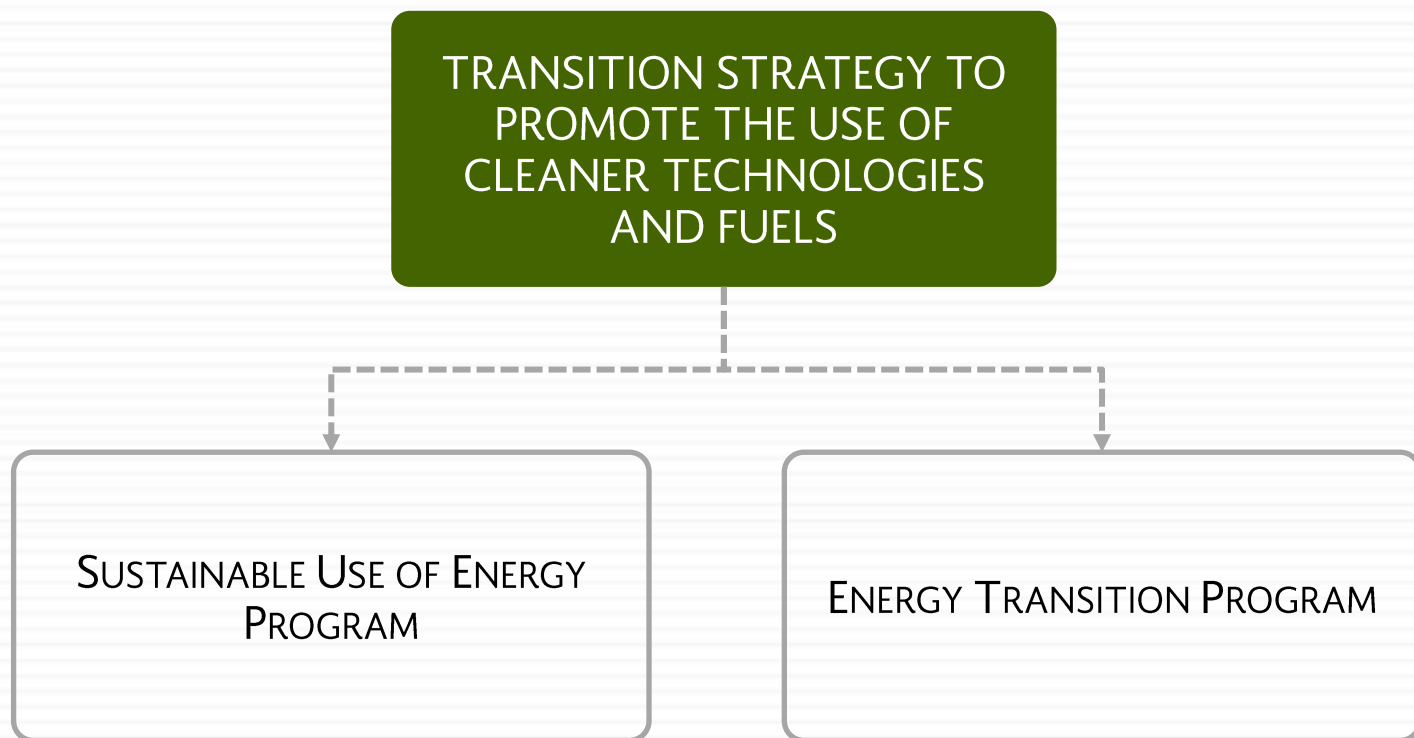 TRANSITION STRATEGY TO
PROMOTE THE USE OF
CLEANER TECHNOLOGIES
AND FUELS
SUSTAINABLE USE OF ENERGY
PROGRAM
ENERGY TRANSITION PROGRAM